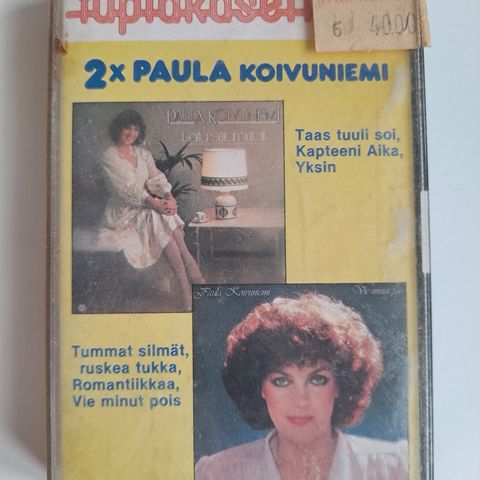 tuplakasetti
6 40.00
2x PAULA KOIVUNIEMI
PAULA KOIVUNIEMI
Taas tuuli soi,
Kapteeni Aika,
Yksin
Paula Koivuniemi Vie minut pois
Tummat silmät,
ruskea tukka,
Romantiikkaa,
Vie minut pois